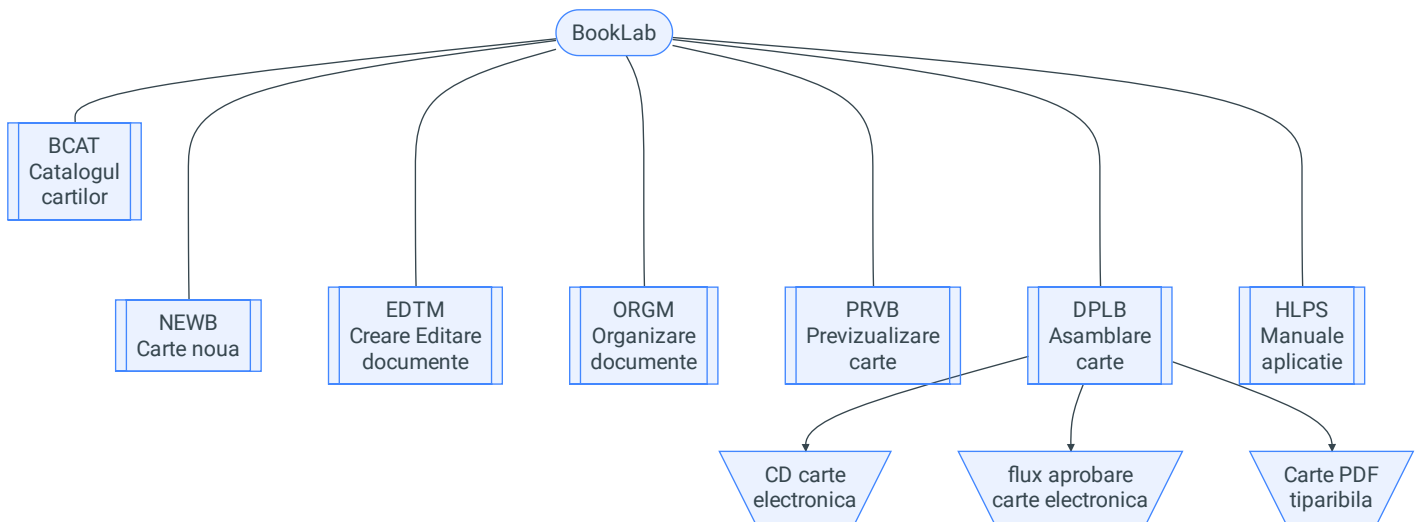 BookLab
BCAT
Catalogul
cartilor
NEWB
Carte noua
EDTM
Creare Editare
documente
ORGM
Organizare
documente
PRVB
Previzualizare
carte
DPLB
Asamblare
carte
HLPS
Manuale
aplicatie
CD carte
electronica
flux aprobare
carte electronica
Carte PDF
tiparibila